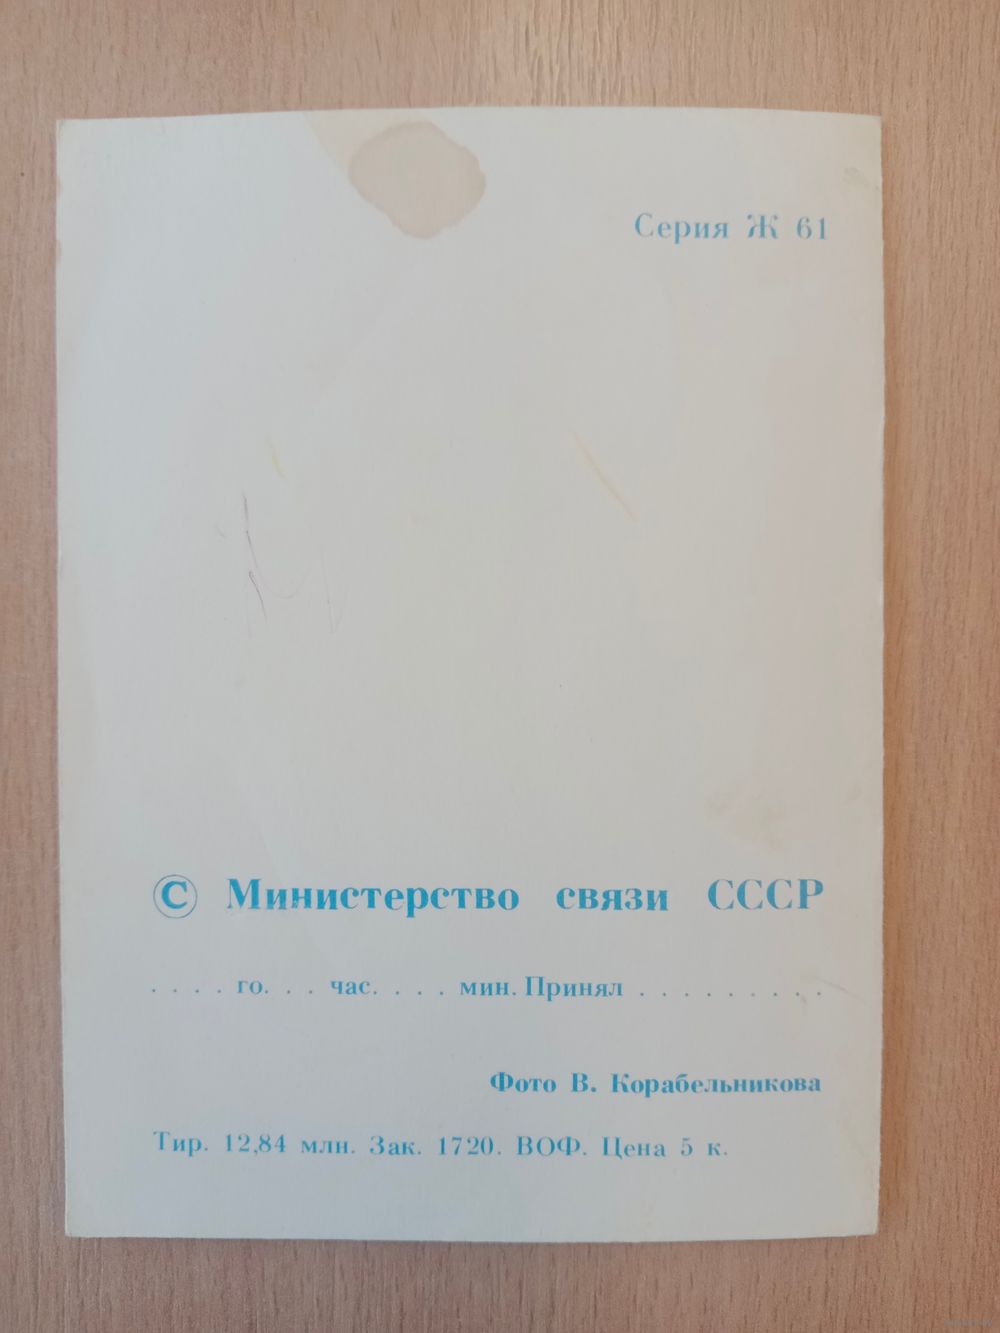 Серия Ж 61
© Министерство связи СССР
. . . . го. . . час. . . . мин. Принял . . . . . . . . .
Фото В. Корабельникова
Тир. 12,84 млн. Зак. 1720. ВОФ. Цена 5 к.